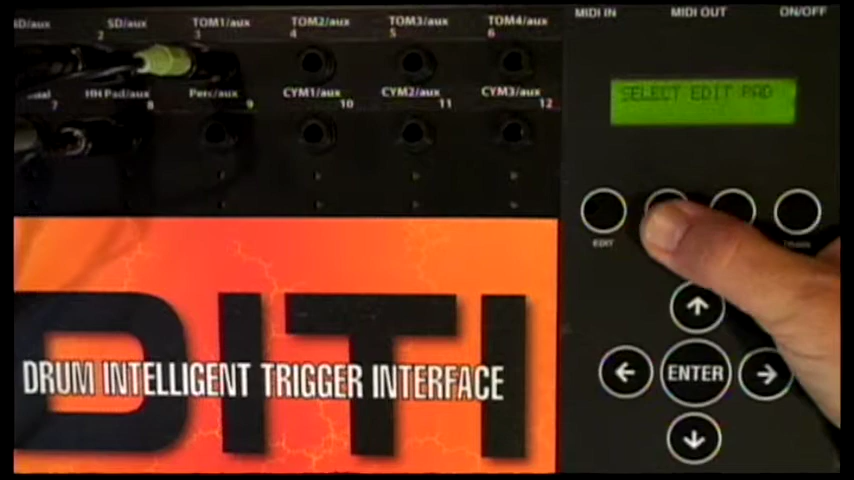 SD/aux TOM1/aux TOM2/aux TOM3/aux TOM4/aux MIDI IN MIDI OUT ON/OFF
2 3 4 5 6
HH Pad/aux Perc/aux CYM1/aux CYM2/aux CYM3/aux
7 8 9 10 11 12
SELECT EDIT PAD
EDIT
DITI
DRUM INTELLIGENT TRIGGER INTERFACE
ENTER